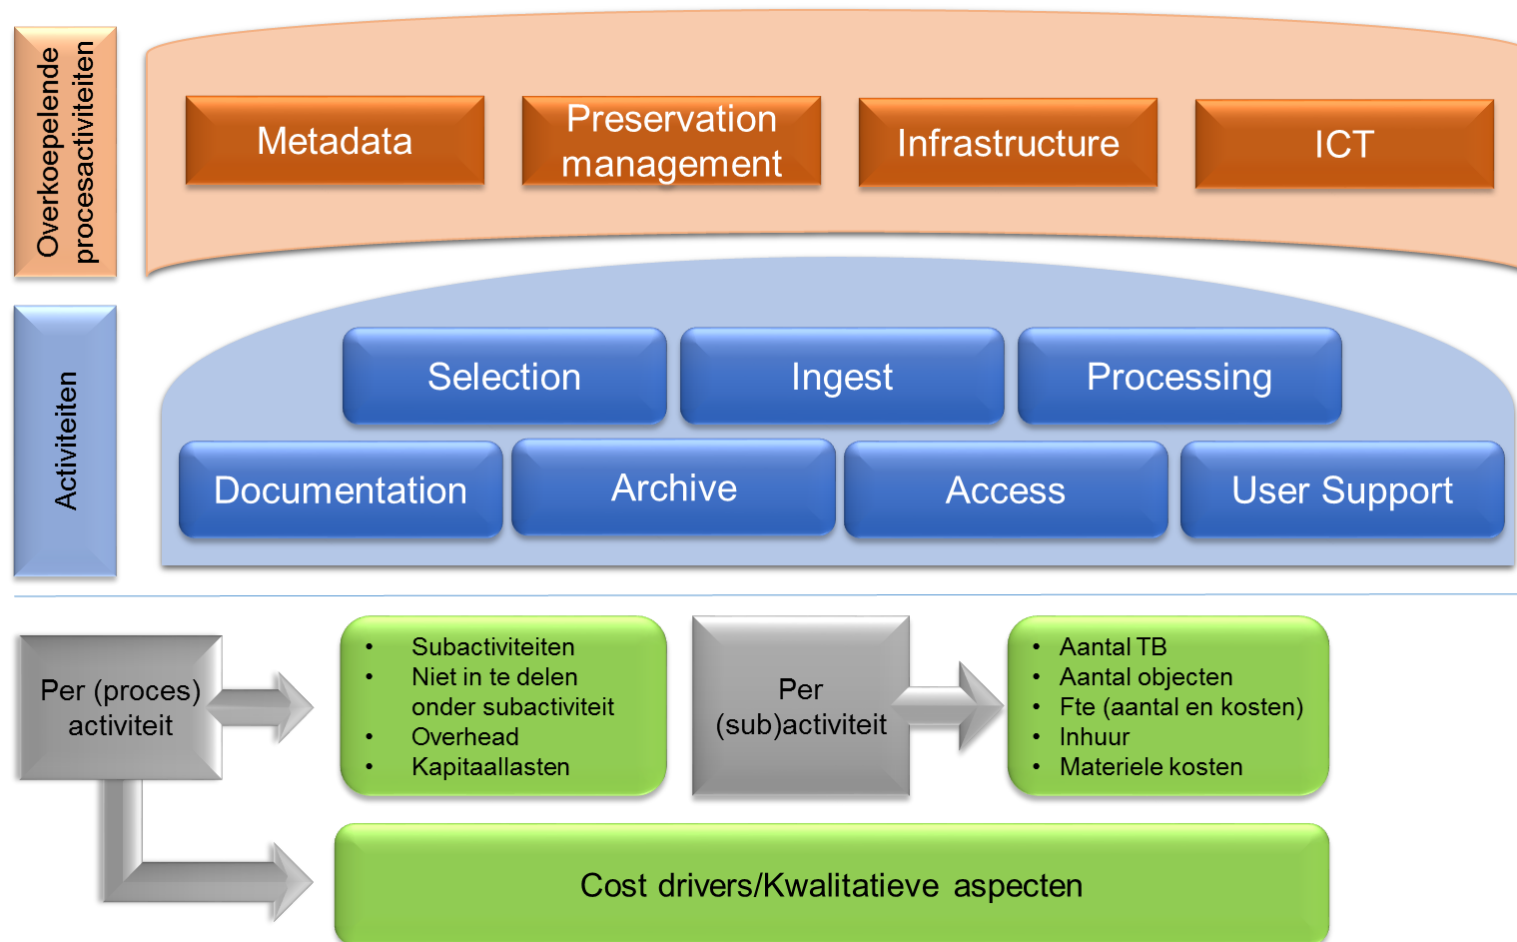 Overkoepelende
procesactiviteiten
Metadata
Preservation
management
Infrastructure
ICT
Activiteiten
Selection
Ingest
Processing
Documentation
Archive
Access
User Support
Per (proces)
activiteit
• Subactiviteiten
• Niet in te delen
onder subactiviteit
• Overhead
• Kapitaallasten
Per
(sub)activiteit
• Aantal TB
• Aantal objecten
• Fte (aantal en kosten)
• Inhuur
• Materiele kosten
Cost drivers/Kwalitatieve aspecten